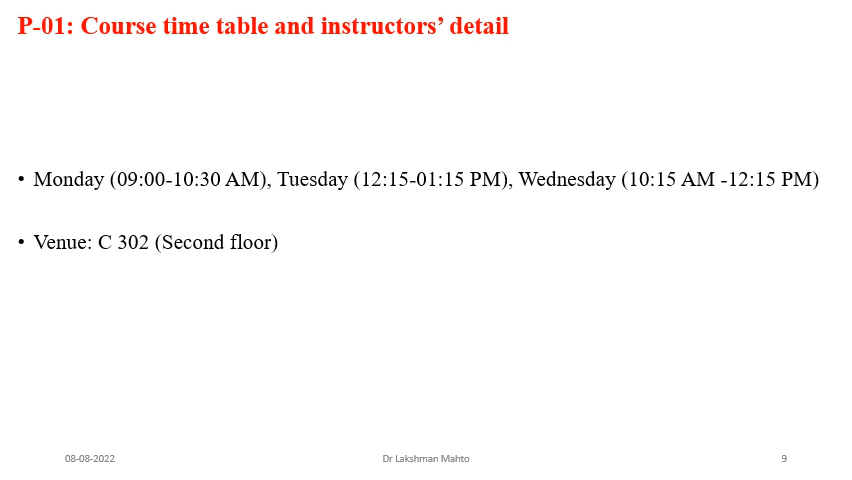 P-01: Course time table and instructors’ detail
• Monday (09:00-10:30 AM), Tuesday (12:15-01:15 PM), Wednesday (10:15 AM -12:15 PM)
• Venue: C 302 (Second floor)
08-08-2022
Dr Lakshman Mahto
9